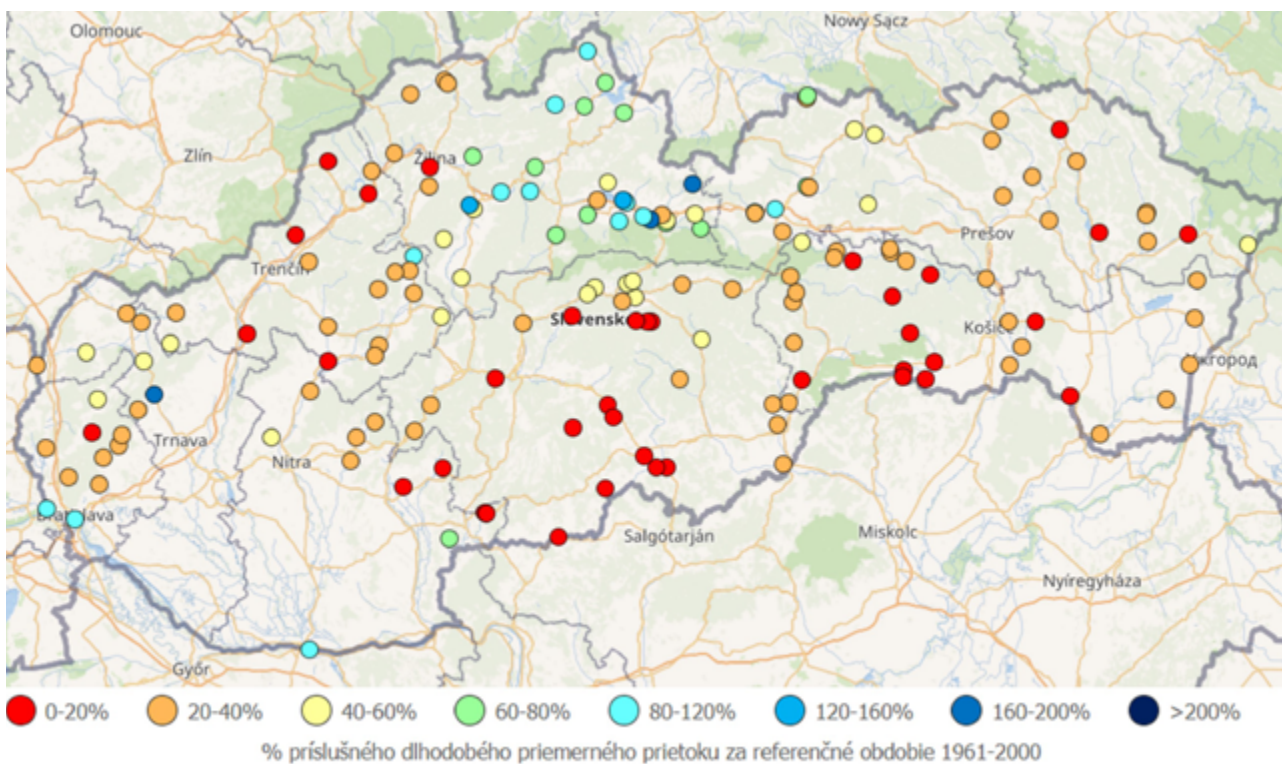 Olomouc
Nowy Sącz
Zlín
Žilina
Prešov
Trenčín
Slovensko
Košice
Ужгород
Trnava
Nitra
Bratislava
Salgótarján
Miskolc
Nyíregyháza
Győr
0-20% 20-40% 40-60% 60-80% 80-120% 120-160% 160-200% >200%
% príslušného dlhodobého priemerného prietoku za referenčné obdobie 1961-2000